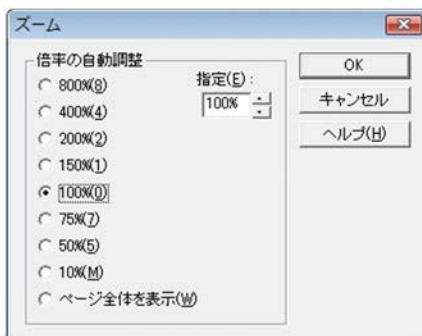 ズーム
倍率の自動調整
800%(8)
400%(4)
200%(2)
150%(1)
100%(0)
75%(7)
50%(5)
10%(M)
ページ全体を表示(W)
指定(E):
100%
OK
キャンセル
ヘルプ(H)